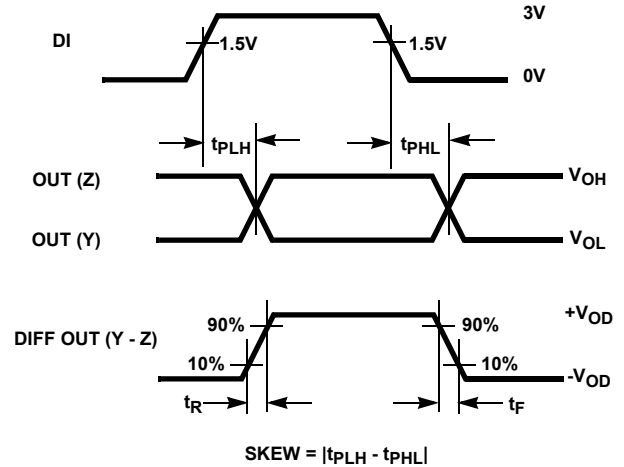 3V
DI
1.5V
1.5V
0V
tPLH
tPHL
OUT (Z)
VOH
OUT (Y)
VOL
+VOD
90%
90%
DIFF OUT (Y - Z)
10%
10%
-VOD
tR
tF
SKEW = |tPLH - tPHL|